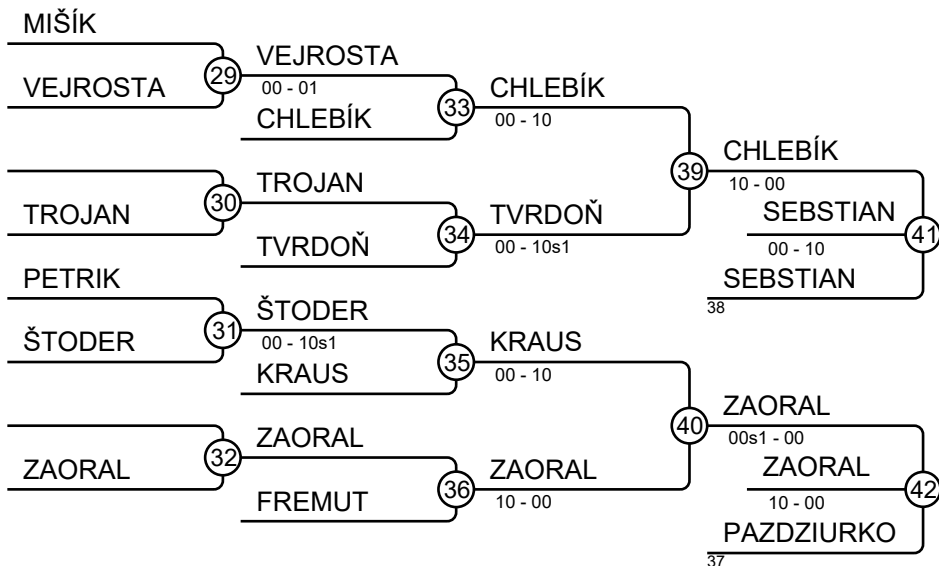 MIŠÍK
29
VEJROSTA
VEJROSTA
00 - 01
33
CHLEBÍK
CHLEBÍK
00 - 10
39
30
TROJAN
TROJAN
34
TVRDOŇ
TVRDOŇ
00 - 10s1
CHLEBÍK
10 - 00
SEBSTIAN
00 - 10
41
SEBSTIAN
38
PETRIK
31
ŠTODER
ŠTODER
00 - 10s1
35
KRAUS
KRAUS
00 - 10
40
32
ZAORAL
ZAORAL
36
FREMUT
ZAORAL
10 - 00
ZAORAL
00s1 - 00
ZAORAL
10 - 00
42
PAZDZIURKO
37